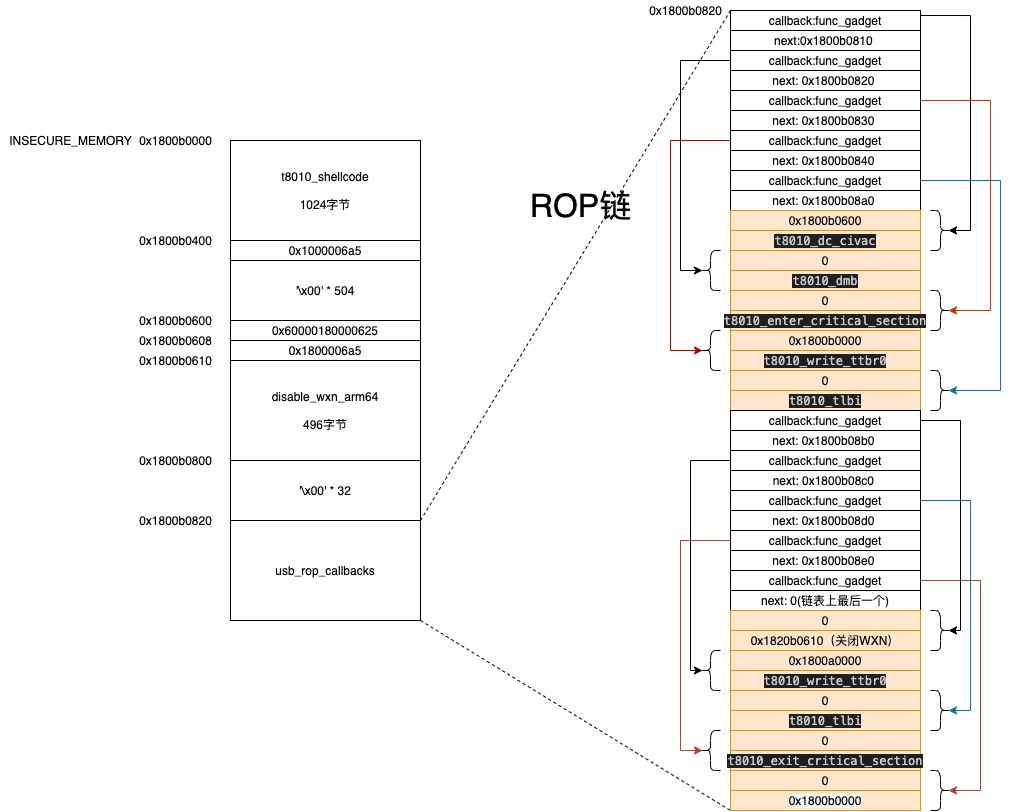 INSECURE_MEMORY
0x1800b0000
t8010_shellcode
1024字节
0x1800b0400
0x1000006a5
'\x00' * 504
0x1800b0600
0x60000180000625
0x1800b0608
0x1800006a5
0x1800b0610
disable_wxn_arm64
496字节
0x1800b0800
'\x00' * 32
0x1800b0820
usb_rop_callbacks
ROP链
0x1800b0820
callback:func_gadget
next:0x1800b0810
callback:func_gadget
next: 0x1800b0820
callback:func_gadget
next: 0x1800b0830
callback:func_gadget
next: 0x1800b0840
callback:func_gadget
next: 0x1800b08a0
0x1800b0600
t8010_dc_civac
0
t8010_dmb
0
t8010_enter_critical_section
0x1800b0000
t8010_write_ttbr0
0
t8010_tlbi
callback:func_gadget
next: 0x1800b08b0
callback:func_gadget
next: 0x1800b08c0
callback:func_gadget
next: 0x1800b08d0
callback:func_gadget
next: 0x1800b08e0
callback:func_gadget
next: 0(链表上最后一个)
0
0x1820b0610（关闭WXN）
0x1800a0000
t8010_write_ttbr0
0
t8010_tlbi
0
t8010_exit_critical_section
0
0x1800b0000